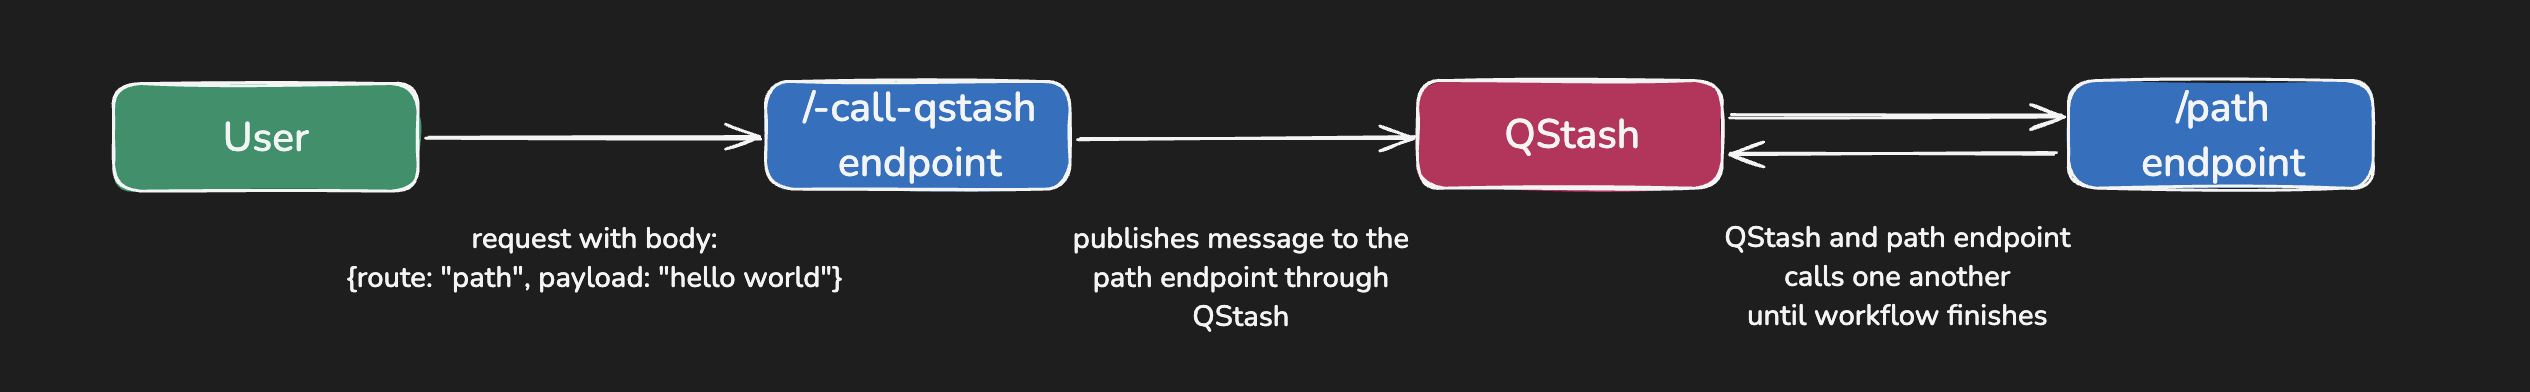 User
/-call-qstash
endpoint
QStash
/path
endpoint
request with body:
{route: "path", payload: "hello world"}
publishes message to the
path endpoint through
QStash
QStash and path endpoint
calls one another
until workflow finishes